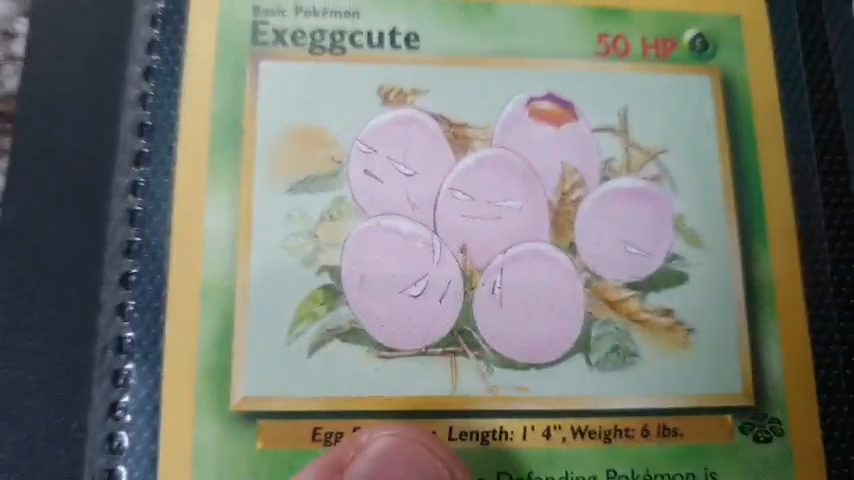 Basic Pokémon
Exeggcute
50 HP
Egg Length: 1' 4", Weight: 6 lbs.
Defending Pokémon is